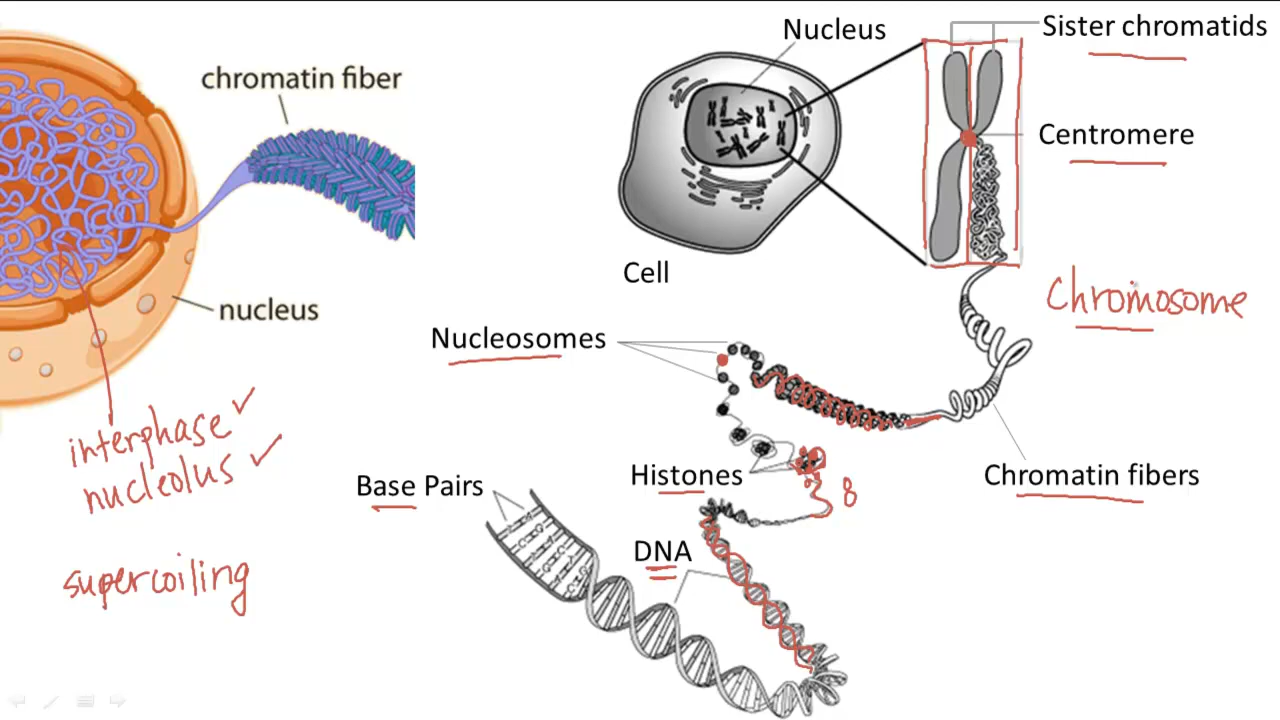 Nucleus
Sister chromatids
chromatin fiber
Centromere
Cell
nucleus
Chromosome
Nucleosomes
interphase ✓
nucleolus ✓
Histones
8
Base Pairs
Chromatin fibers
DNA
supercoiling